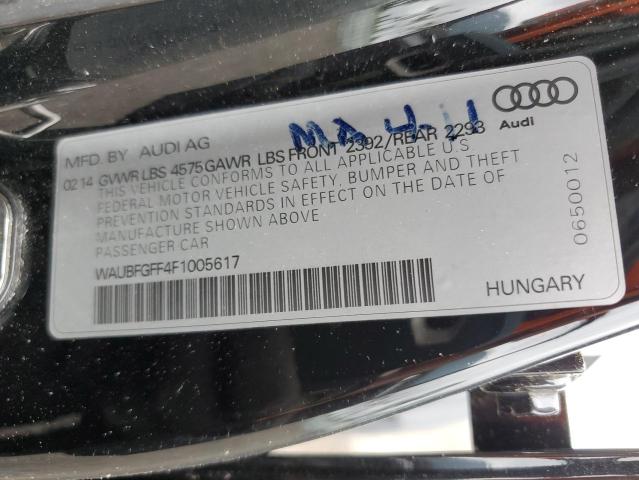 MFD. BY AUDI AG
MA 4.11
Audi
02 14 GVWR LBS 4575 GAWR LBS FRONT 2392/REAR 2293
THIS VEHICLE CONFORMS TO ALL APPLICABLE U.S.
FEDERAL MOTOR VEHICLE SAFETY, BUMPER AND THEFT
PREVENTION STANDARDS IN EFFECT ON THE DATE OF
MANUFACTURE SHOWN ABOVE
PASSENGER CAR
WAUBFGFF4F1005617
HUNGARY
0650012